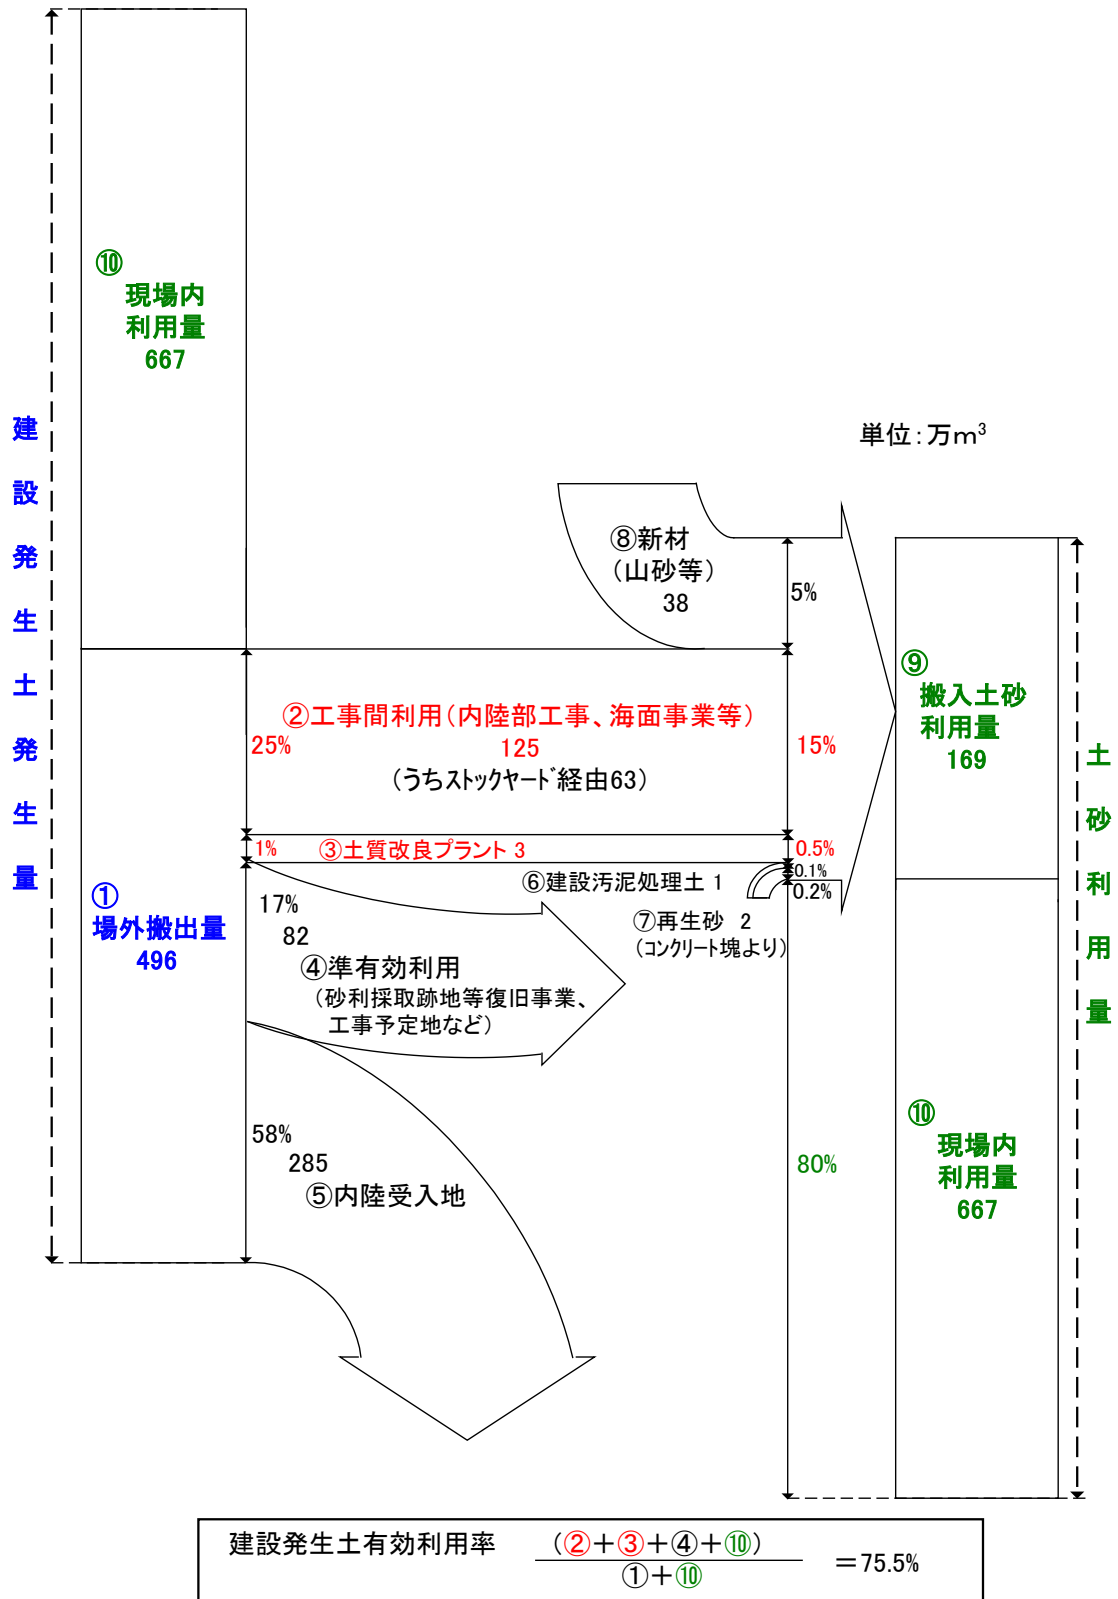 ⑩
現場内
利用量
667
建設発生土発生量
単位：万m³
⑧新材
（山砂等）
38
5%
②工事間利用（内陸部工事、海面事業等）
25%
125
15%
（うちストックヤード経由63）
⑨
搬入土砂
利用量
169
土砂利用量
1%
③土質改良プラント 3
0.5%
⑥建設汚泥処理土 1
0.1%
0.2%
⑦再生砂 2
（コンクリート塊より）
①
場外搬出量
496
17%
82
④準有効利用
（砂利採取跡地等復旧事業、
工事予定地など）
58%
285
⑤内陸受入地
80%
⑩
現場内
利用量
667
建設発生土有効利用率
（②＋③＋④＋⑩）
①＋⑩
＝75.5%